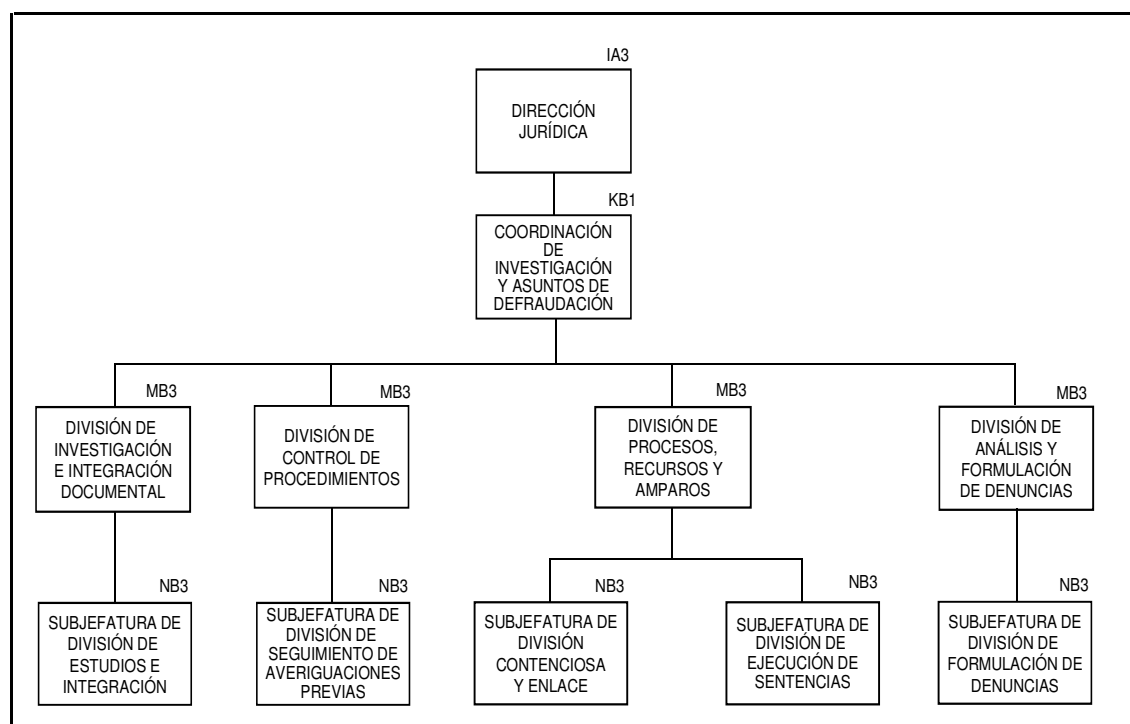 IA3
DIRECCIÓN
JURÍDICA
KB1
COORDINACIÓN
DE
INVESTIGACIÓN
Y ASUNTOS DE
DEFRAUDACIÓN
MB3
DIVISIÓN DE
INVESTIGACIÓN
E INTEGRACIÓN
DOCUMENTAL
MB3
DIVISIÓN DE
CONTROL DE
PROCEDIMIENTOS
MB3
DIVISIÓN DE
PROCESOS,
RECURSOS Y
AMPAROS
MB3
DIVISIÓN DE
ANÁLISIS Y
FORMULACIÓN
DE DENUNCIAS
NB3
SUBJEFATURA DE
DIVISIÓN DE
ESTUDIOS E
INTEGRACIÓN
NB3
SUBJEFATURA DE
DIVISIÓN DE
SEGUIMIENTO DE
AVERIGUACIONES
PREVIAS
NB3
SUBJEFATURA DE
DIVISIÓN
CONTENCIOSA
Y ENLACE
NB3
SUBJEFATURA DE
DIVISIÓN DE
EJECUCIÓN DE
SENTENCIAS
NB3
SUBJEFATURA DE
DIVISIÓN DE
FORMULACIÓN DE
DENUNCIAS